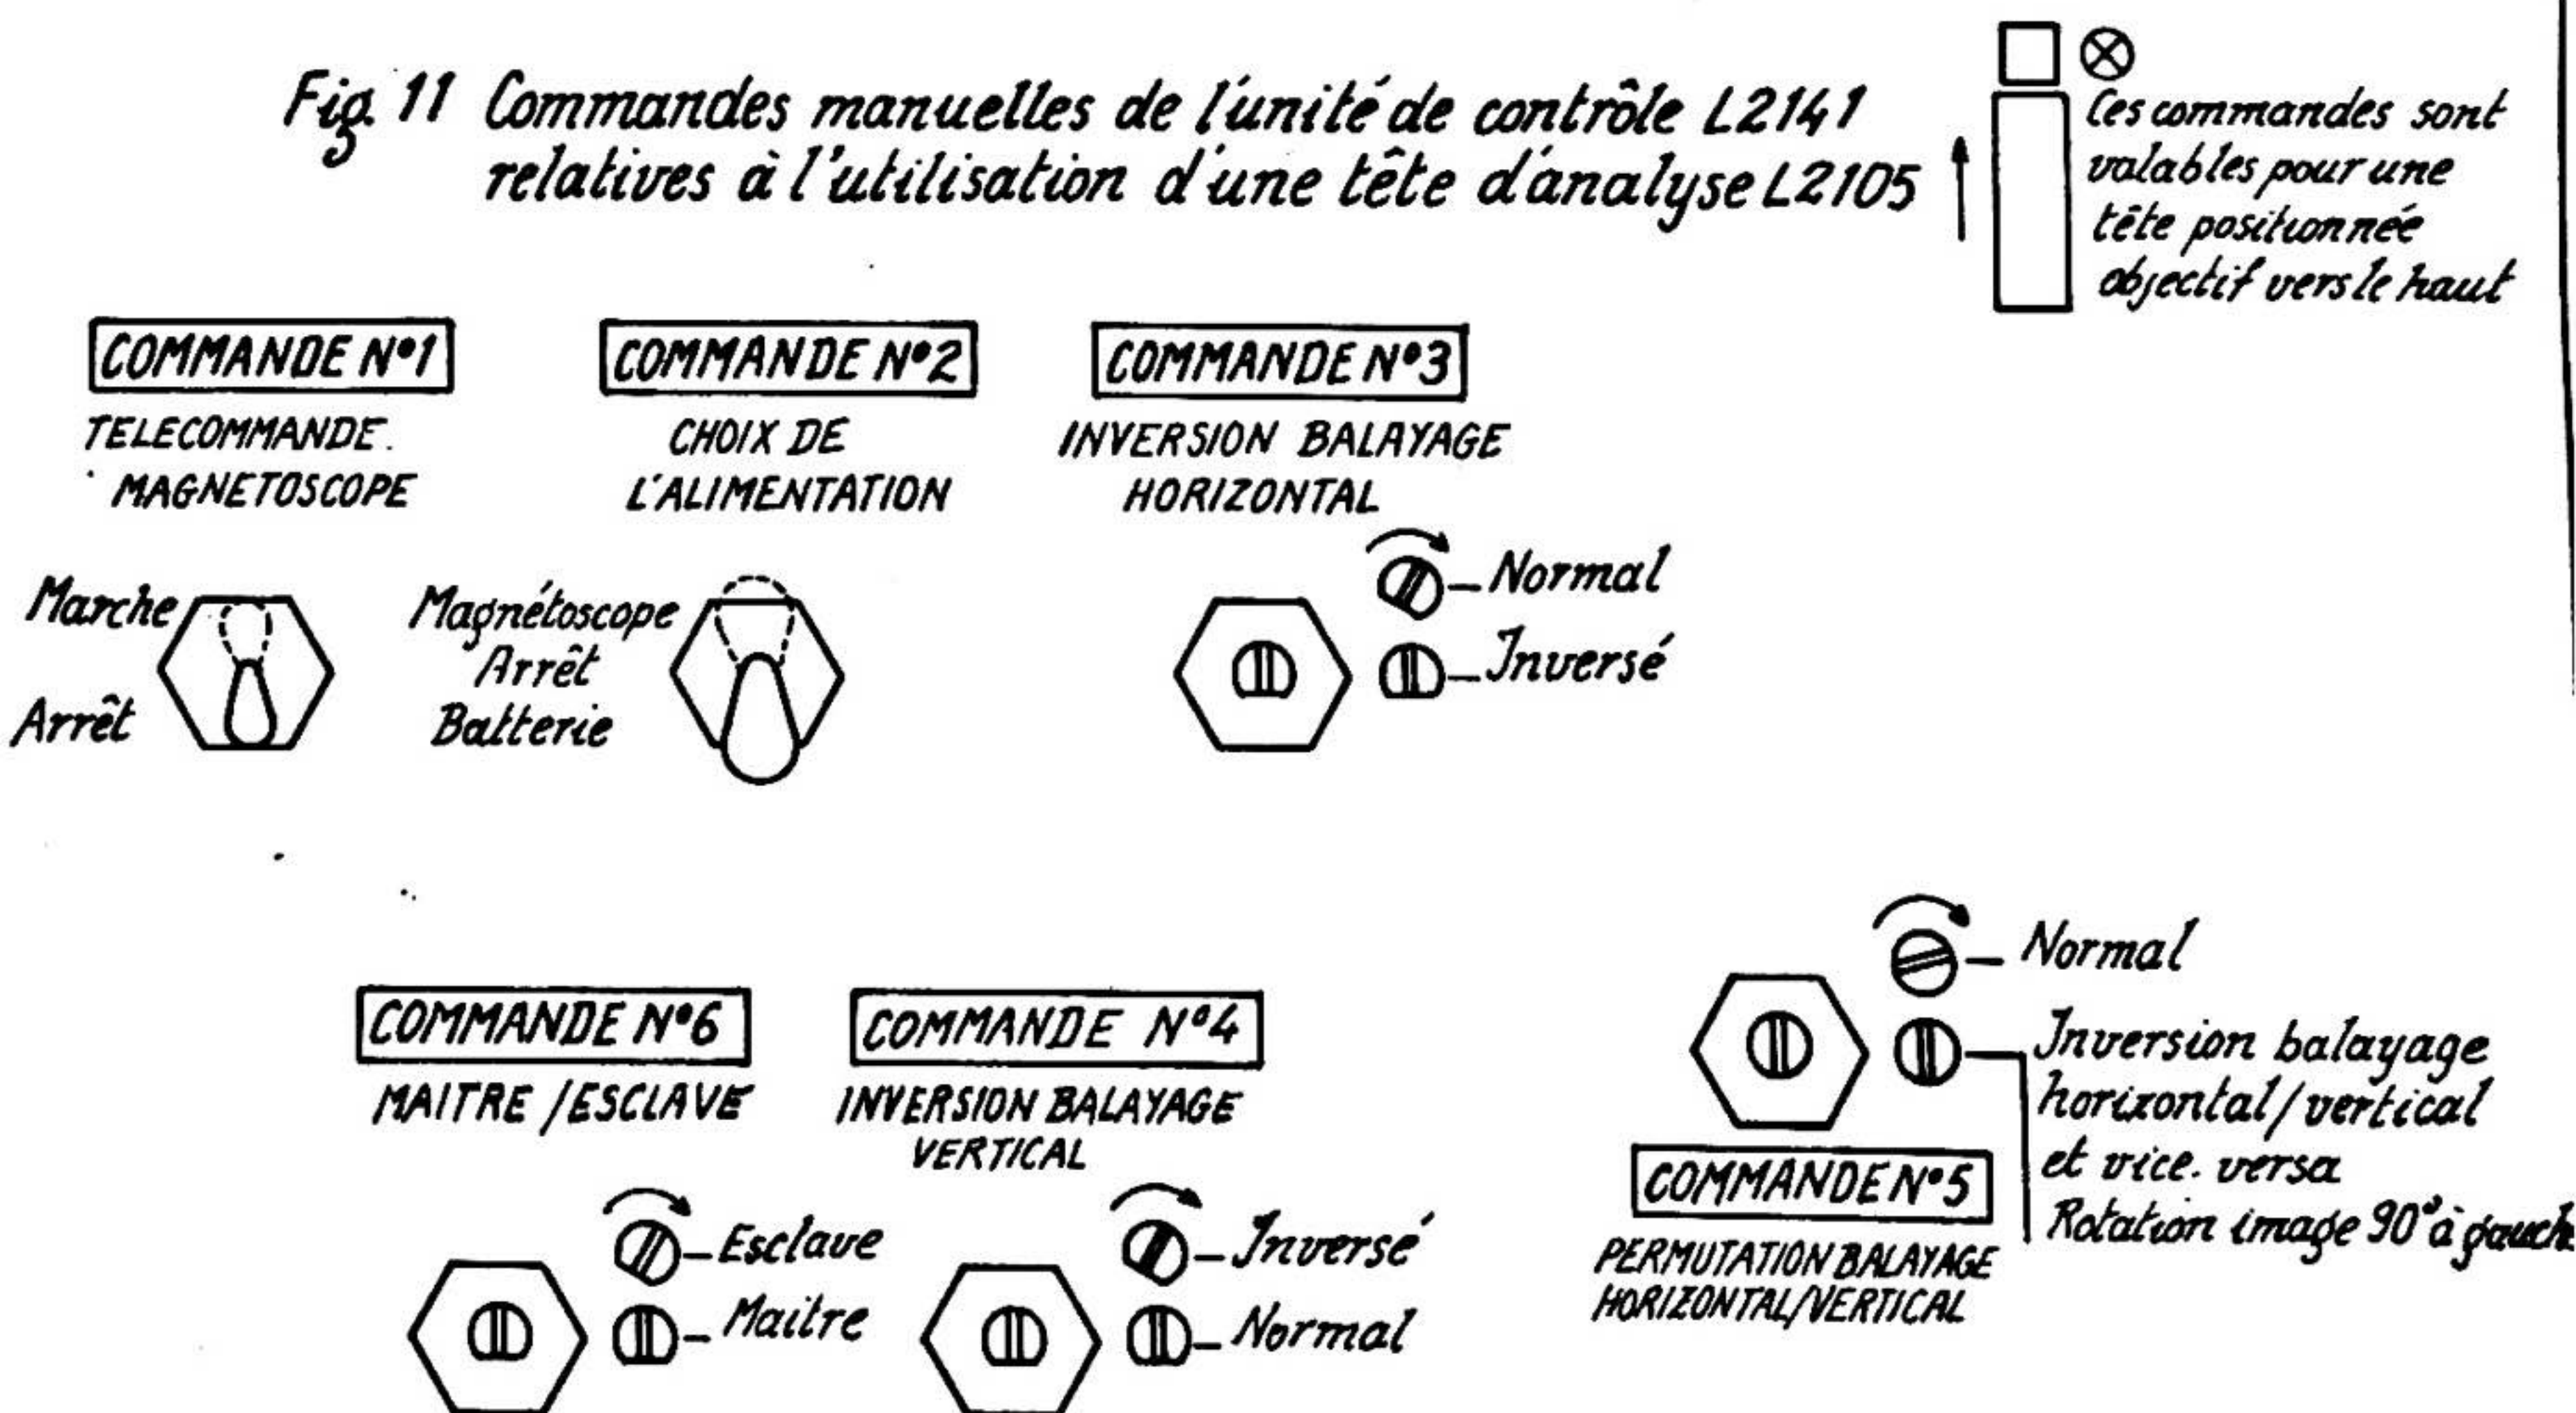 Fig. 11 Commandes manuelles de l'unité de contrôle L2141
relatives à l'utilisation d'une tête d'analyse L2105
Ces commandes sont
valables pour une
tête positionnée
objectif vers le haut
COMMANDE N°1
TELECOMMANDE.
MAGNETOSCOPE
Marche
Arrêt
COMMANDE N°2
CHOIX DE
L'ALIMENTATION
Magnétoscope
Arrêt
Batterie
COMMANDE N°3
INVERSION BALAYAGE
HORIZONTAL
Normal
Inversé
COMMANDE N°6
MAITRE /ESCLAVE
Esclave
Maitre
COMMANDE N°4
INVERSION BALAYAGE
VERTICAL
Inversé
Normal
Normal
Inversion balayage
horizontal/vertical
et vice. versa
Rotation image 90° à gauch
COMMANDE N°5
PERMUTATION BALAYAGE
HORIZONTAL/VERTICAL